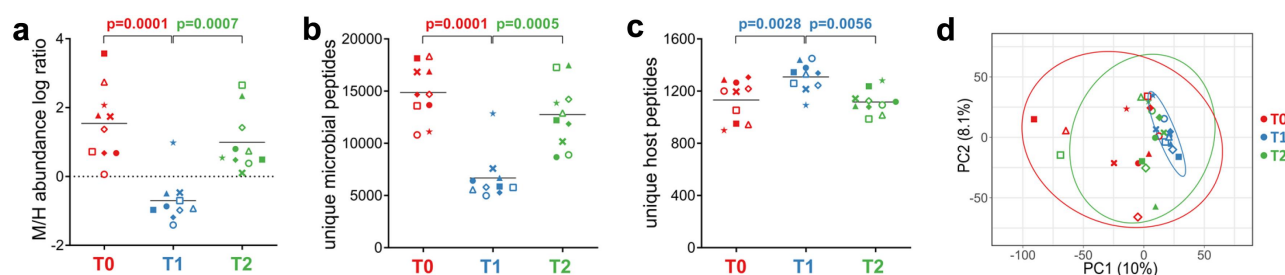 a
p=0.0001 p=0.0007
M/H abundance log ratio
4
2
0
-2
T0 T1 T2
b
p=0.0001 p=0.0005
unique microbial peptides
20000
15000
10000
5000
0
T0 T1 T2
c
p=0.0028 p=0.0056
unique host peptides
1600
1200
800
400
0
T0 T1 T2
d
PC2 (8.1%)
50
0
-50
-100 -50 0 50
PC1 (10%)
T0
T1
T2